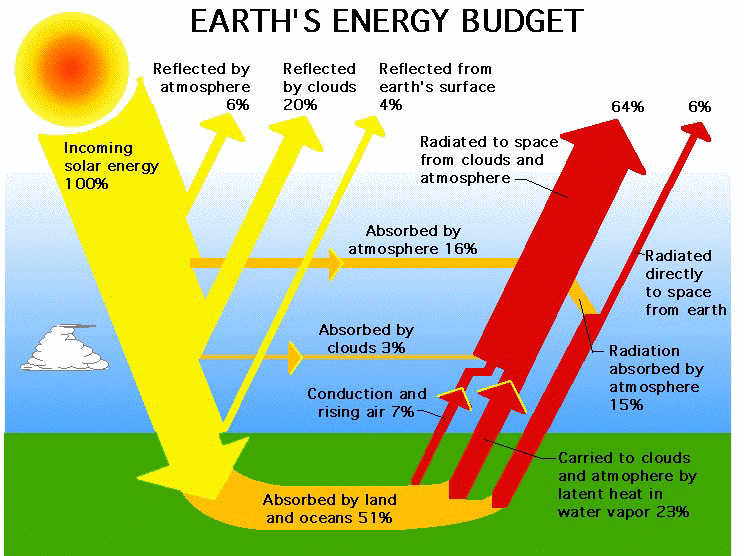 EARTH'S ENERGY BUDGET
Reflected by
atmosphere
6%
Reflected
by clouds
20%
Reflected from
earth's surface
4%
64%
6%
Incoming
solar energy
100%
Radiated to space
from clouds and
atmosphere
Absorbed by
atmosphere 16%
Radiated
directly
to space
from earth
Absorbed by
clouds 3%
Radiation
absorbed by
atmosphere
15%
Conduction and
rising air 7%
Carried to clouds
and atmophere by
latent heat in
water vapor 23%
Absorbed by land
and oceans 51%